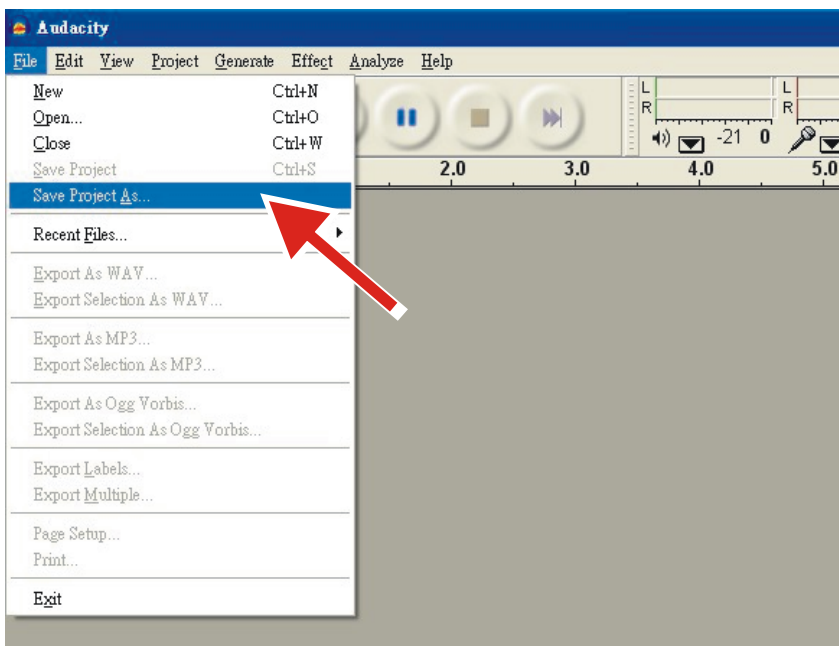 Audacity
File Edit View Project Generate Effect Analyze Help
New Ctrl+N
Open... Ctrl+O
Close Ctrl+W
Save Project Ctrl+S
Save Project As...
Recent Files...
Export As WAV...
Export Selection As WAV...
Export As MP3...
Export Selection As MP3...
Export As Ogg Vorbis...
Export Selection As Ogg Vorbis...
Export Labels...
Export Multiple...
Page Setup...
Print...
Exit
L L
R R
-21 0
2.0 3.0 4.0 5.0